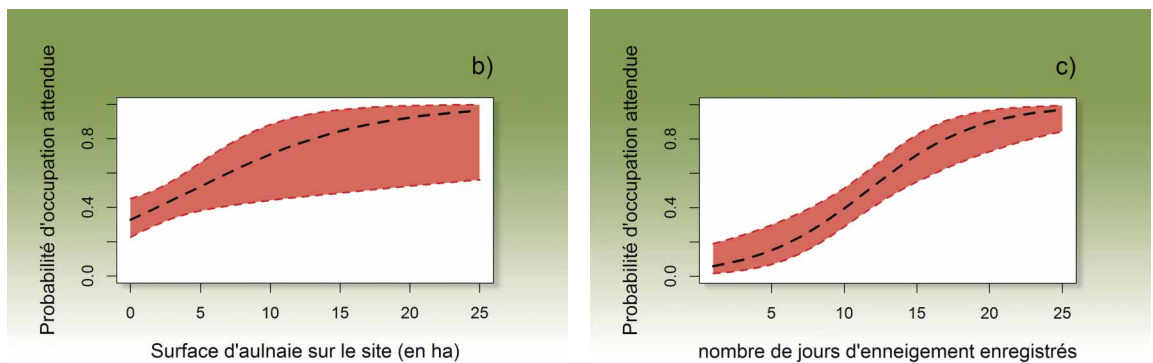 b)
Probabilité d'occupation attendue
0.8
0.4
0.0
0 5 10 15 20 25
Surface d'aulnaie sur le site (en ha)
c)
Probabilité d'occupation attendue
0.8
0.4
0.0
5 10 15 20 25
nombre de jours d'enneigement enregistrés